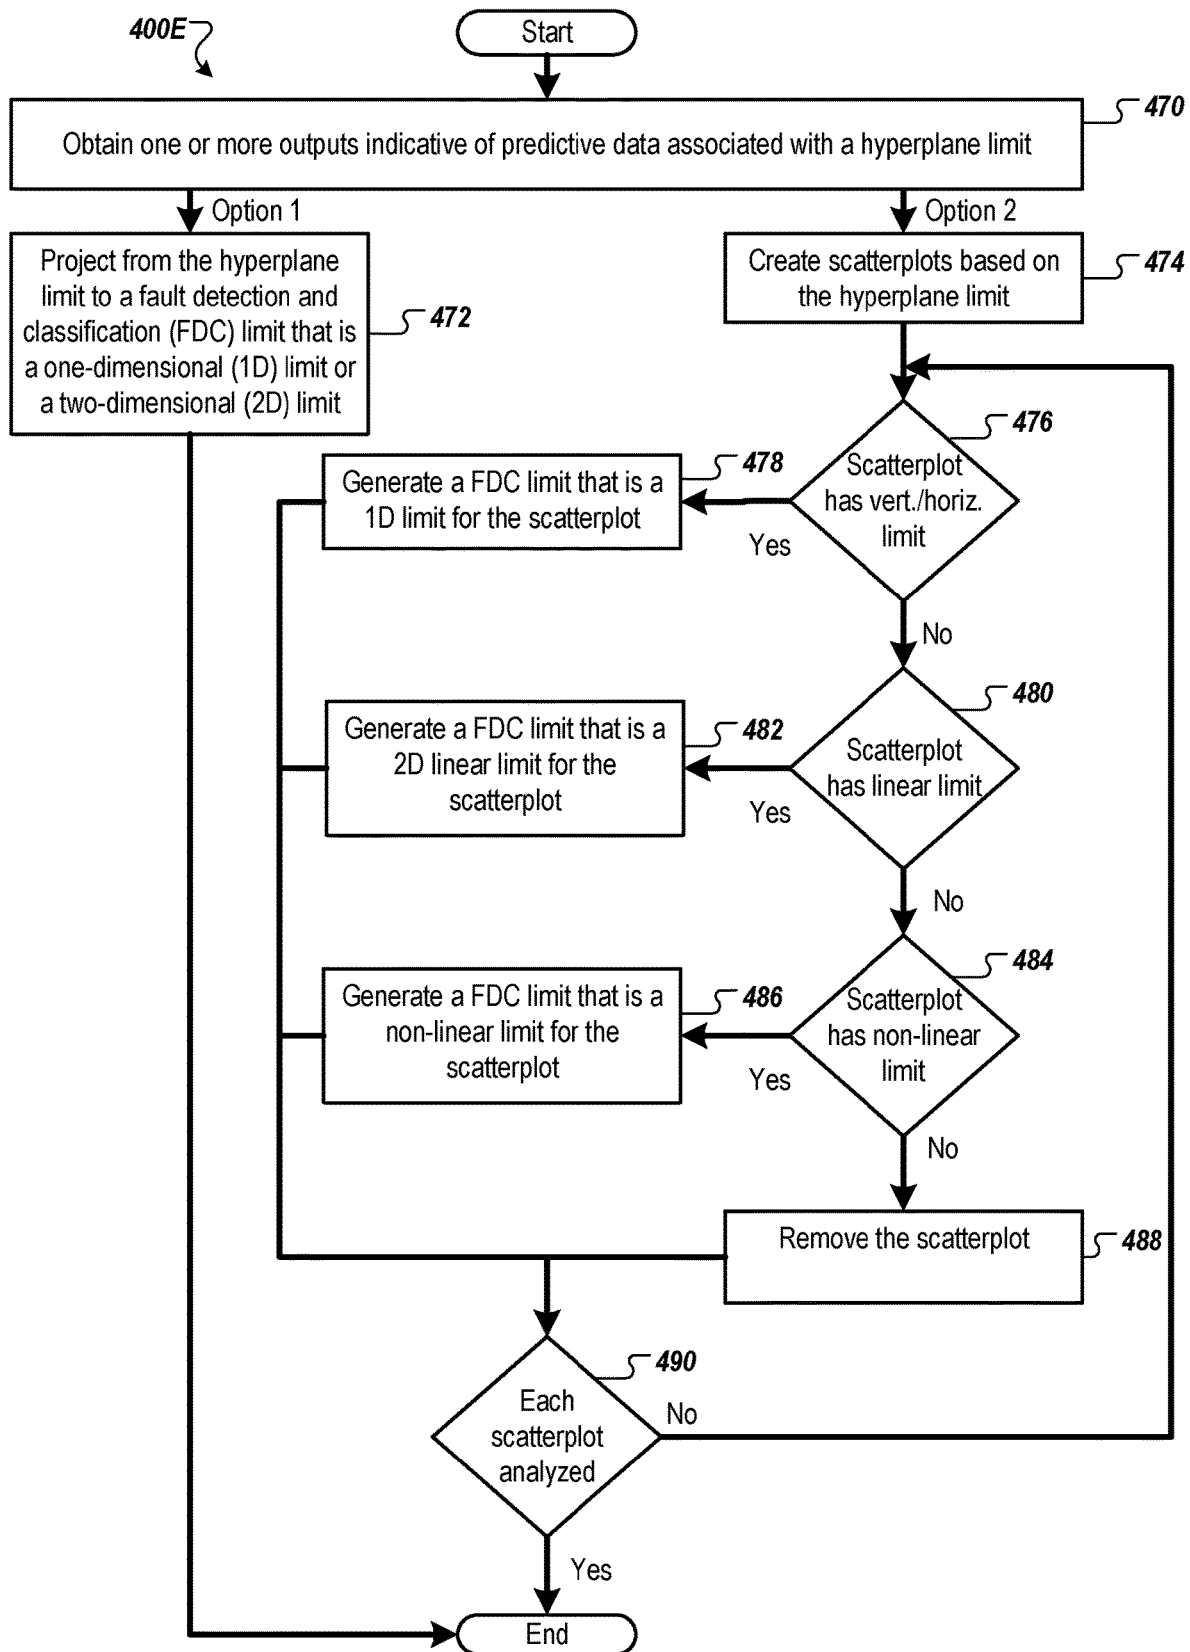 400E
Start
470
Obtain one or more outputs indicative of predictive data associated with a hyperplane limit
Option 1
Option 2
Project from the hyperplane
limit to a fault detection and
classification (FDC) limit that is
a one-dimensional (1D) limit or
a two-dimensional (2D) limit
472
Create scatterplots based on
the hyperplane limit
474
476
Scatterplot
has vert./horiz.
limit
Yes
No
478
Generate a FDC limit that is a
1D limit for the scatterplot
480
Scatterplot
has linear limit
Yes
No
482
Generate a FDC limit that is a
2D linear limit for the
scatterplot
484
Scatterplot
has non-linear
limit
Yes
No
486
Generate a FDC limit that is a
non-linear limit for the
scatterplot
Remove the scatterplot
488
490
Each
scatterplot
analyzed
No
Yes
End